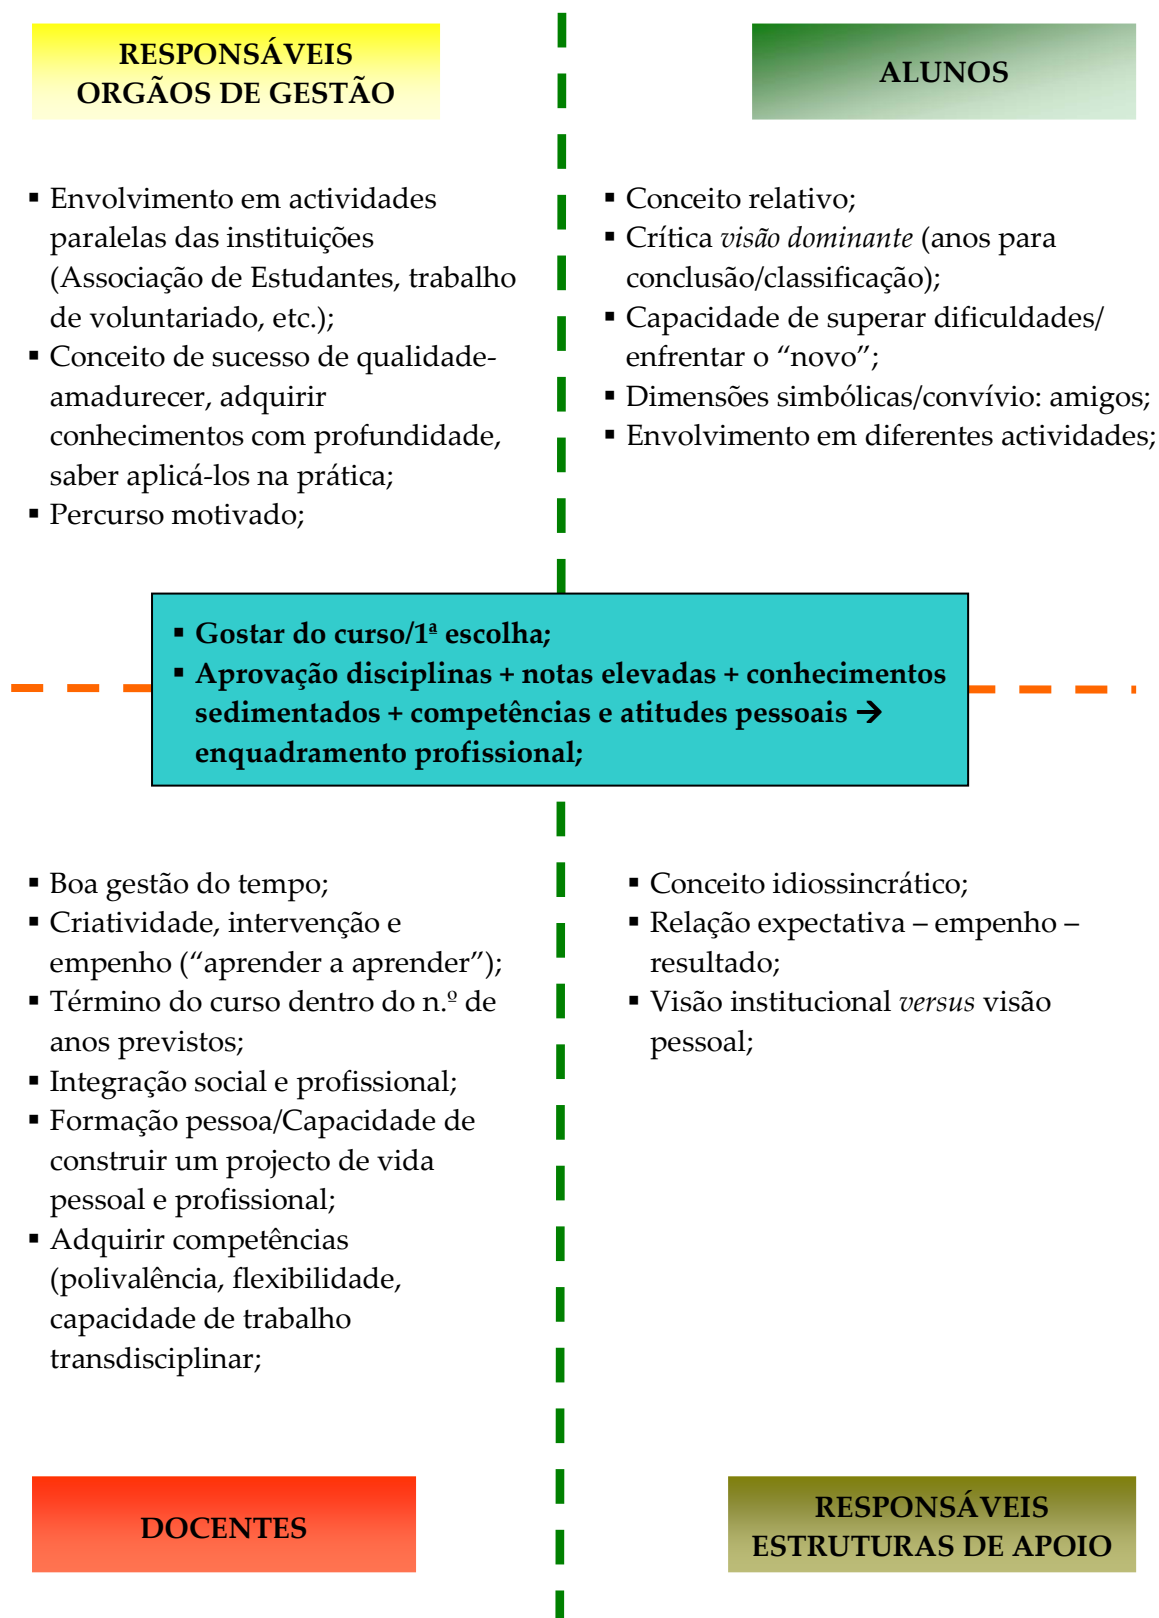 RESPONSÁVEIS
ORGÃOS DE GESTÃO
ALUNOS
▪ Envolvimento em actividades
paralelas das instituições
(Associação de Estudantes, trabalho
de voluntariado, etc.);
▪ Conceito de sucesso de qualidade-
amadurecer, adquirir
conhecimentos com profundidade,
saber aplicá-los na prática;
▪ Percurso motivado;
▪ Conceito relativo;
▪ Crítica visão dominante (anos para
conclusão/classificação);
▪ Capacidade de superar dificuldades/
enfrentar o “novo”;
▪ Dimensões simbólicas/convívio: amigos;
▪ Envolvimento em diferentes actividades;
▪ Gostar do curso/1ª escolha;
▪ Aprovação disciplinas + notas elevadas + conhecimentos
sedimentados + competências e atitudes pessoais →
enquadramento profissional;
▪ Boa gestão do tempo;
▪ Criatividade, intervenção e
empenho (“aprender a aprender”);
▪ Término do curso dentro do n.º de
anos previstos;
▪ Integração social e profissional;
▪ Formação pessoa/Capacidade de
construir um projecto de vida
pessoal e profissional;
▪ Adquirir competências
(polivalência, flexibilidade,
capacidade de trabalho
transdisciplinar;
▪ Conceito idiossincrático;
▪ Relação expectativa – empenho –
resultado;
▪ Visão institucional versus visão
pessoal;
DOCENTES
RESPONSÁVEIS
ESTRUTURAS DE APOIO